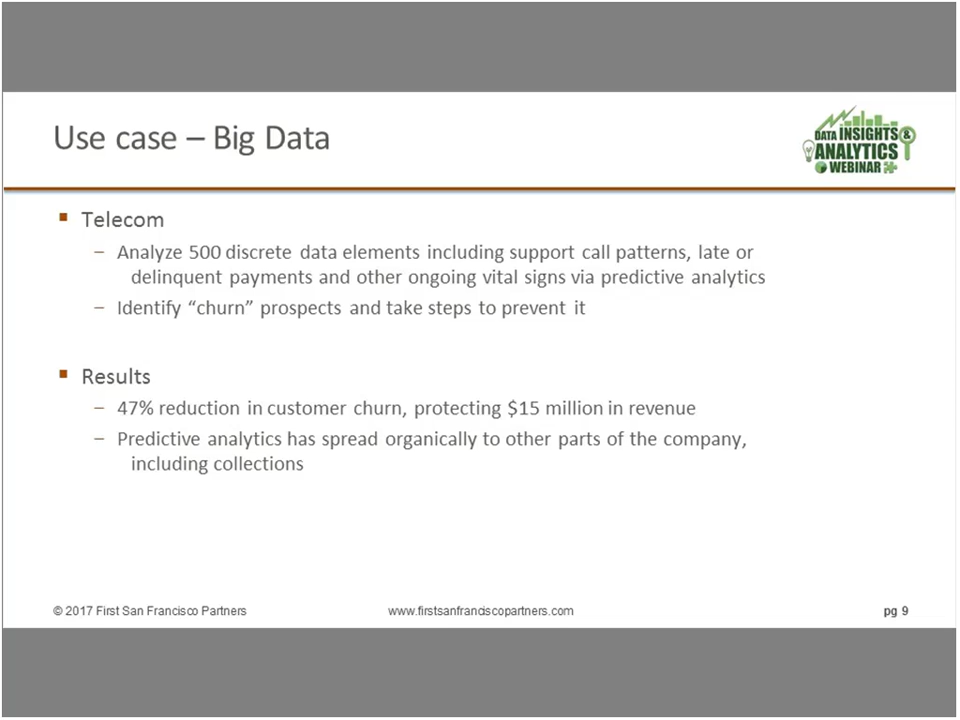 Use case – Big Data
DATA INSIGHTS &
ANALYTICS
WEBINAR
▪ Telecom
– Analyze 500 discrete data elements including support call patterns, late or
delinquent payments and other ongoing vital signs via predictive analytics
– Identify “churn” prospects and take steps to prevent it
▪ Results
– 47% reduction in customer churn, protecting $15 million in revenue
– Predictive analytics has spread organically to other parts of the company,
including collections
© 2017 First San Francisco Partners www.firstsanfranciscopartners.com pg 9